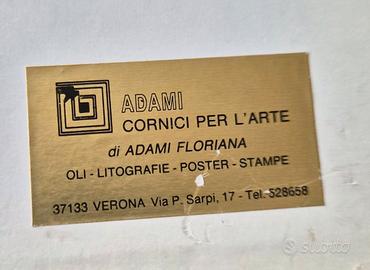 ADAMI
CORNICI PER L'ARTE
di ADAMI FLORIANA
OLI - LITOGRAFIE - POSTER - STAMPE
37133 VERONA Via P. Sarpi, 17 - Tel. 528658
subito